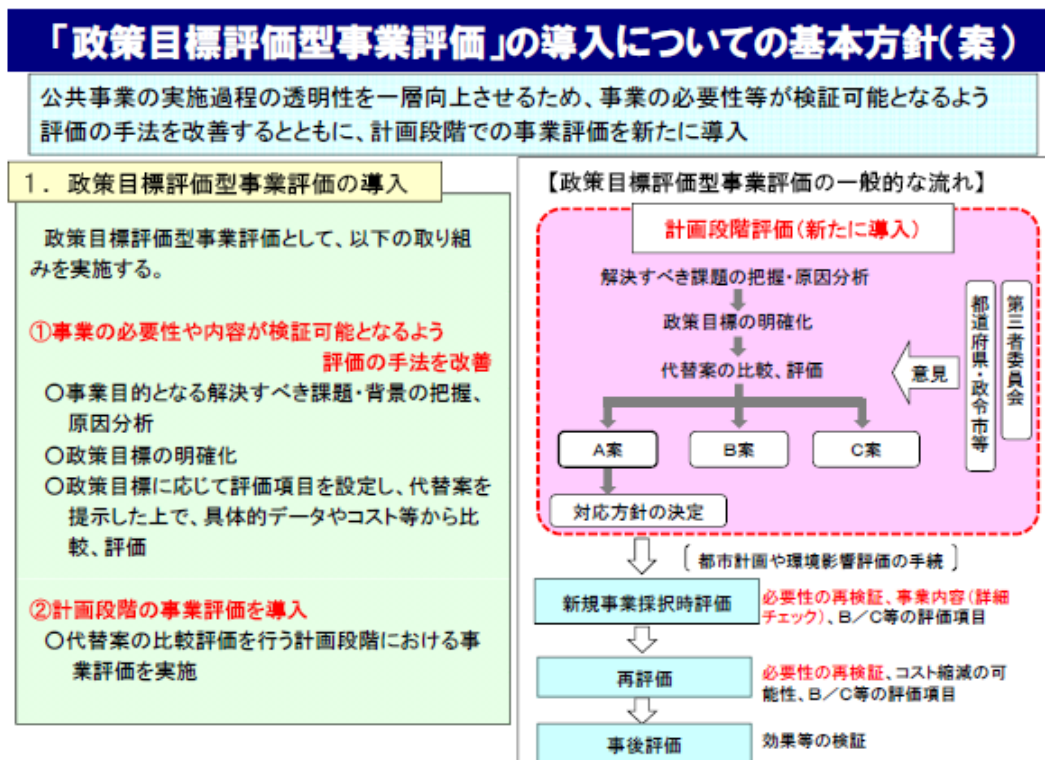 「政策目標評価型事業評価」の導入についての基本方針(案)
公共事業の実施過程の透明性を一層向上させるため、事業の必要性等が検証可能となるよう
評価の手法を改善するとともに、計画段階での事業評価を新たに導入
1．政策目標評価型事業評価の導入
政策目標評価型事業評価として、以下の取り組
みを実施する。
①事業の必要性や内容が検証可能となるよう
評価の手法を改善
○事業目的となる解決すべき課題・背景の把握、
原因分析
○政策目標の明確化
○政策目標に応じて評価項目を設定し、代替案を
提示した上で、具体的データやコスト等から比
較、評価
②計画段階の事業評価を導入
○代替案の比較評価を行う計画段階における事
業評価を実施
【政策目標評価型事業評価の一般的な流れ】
計画段階評価(新たに導入)
解決すべき課題の把握・原因分析
政策目標の明確化
代替案の比較、評価
意見
都道府県・政令市等
第三者委員会
A案
B案
C案
対応方針の決定
〔都市計画や環境影響評価の手続〕
新規事業採択時評価
必要性の再検証、事業内容(詳細
チェック)、B／C等の評価項目
再評価
必要性の再検証、コスト縮減の可
能性、B／C等の評価項目
事後評価
効果等の検証